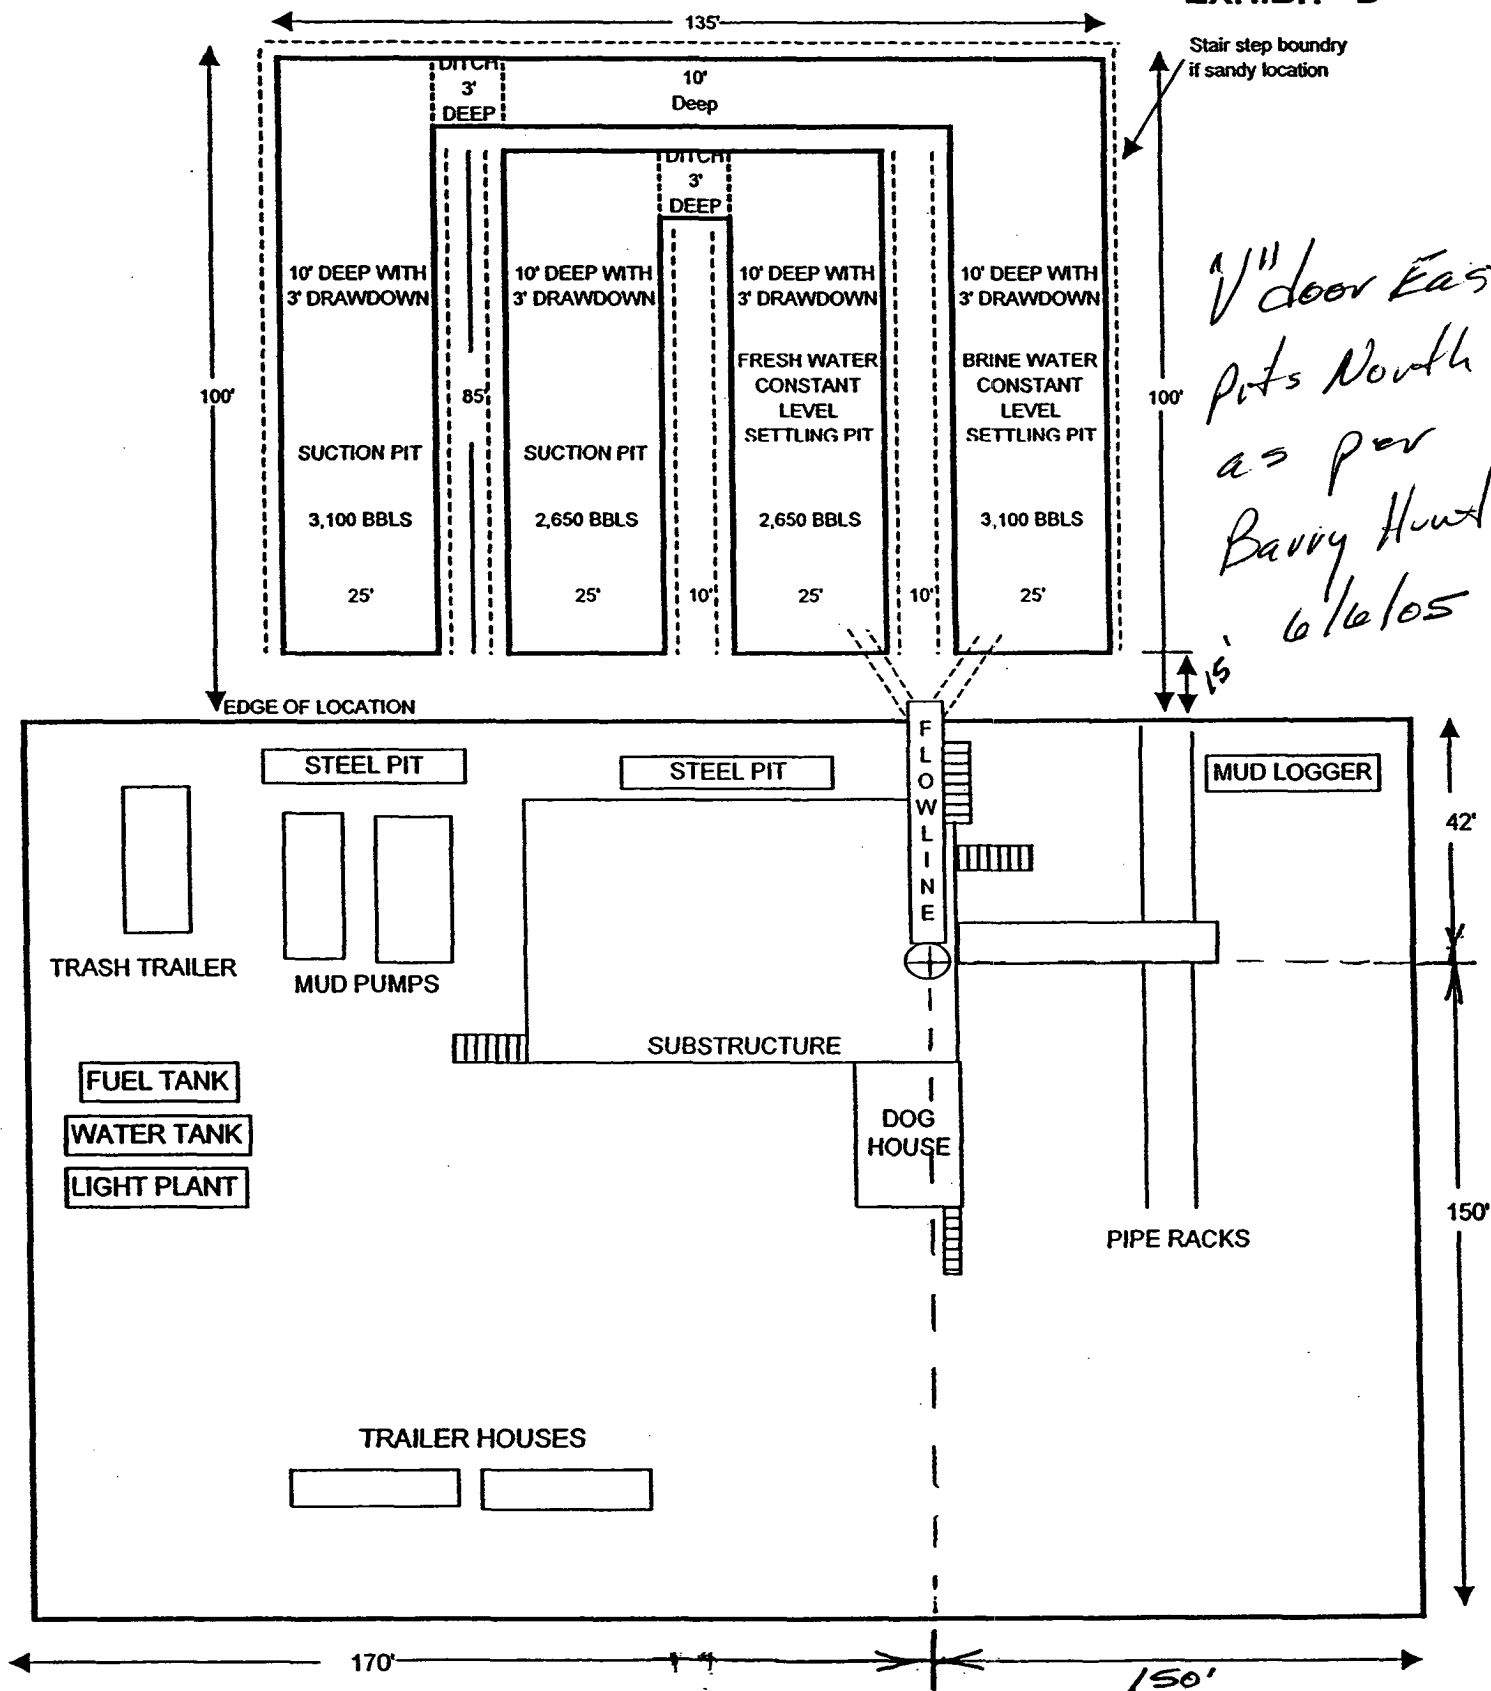 135'
Stair step boundry
if sandy location
DITCH
3'
DEEP
10'
Deep
DITCH
3'
DEEP
10' DEEP WITH
3' DRAWDOWN
10' DEEP WITH
3' DRAWDOWN
10' DEEP WITH
3' DRAWDOWN
10' DEEP WITH
3' DRAWDOWN
FRESH WATER
CONSTANT
LEVEL
SETTLING PIT
BRINE WATER
CONSTANT
LEVEL
SETTLING PIT
100'
85'
100'
SUCTION PIT
SUCTION PIT
3,100 BBLS
2,650 BBLS
2,650 BBLS
3,100 BBLS
25'
25'
10'
25'
10'
25'
"V" door Eas
Pits North
as per
Barry Hunt
6/6/05
15'
EDGE OF LOCATION
STEEL PIT
STEEL PIT
FLOWLINE
MUD LOGGER
42'
TRASH TRAILER
MUD PUMPS
SUBSTRUCTURE
FUEL TANK
WATER TANK
LIGHT PLANT
DOG
HOUSE
150'
PIPE RACKS
TRAILER HOUSES
170'
150'